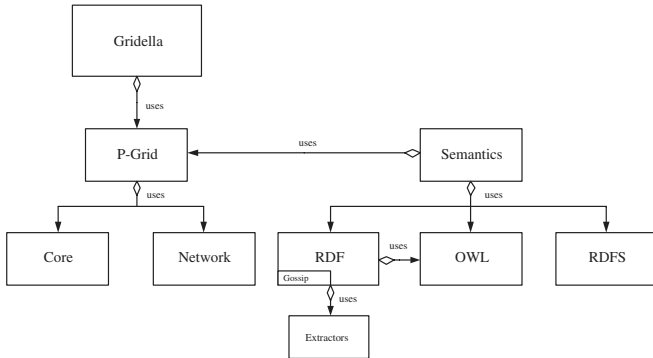 Gridella
uses
uses
P-Grid
Semantics
uses
uses
Core
Network
RDF
uses
OWL
RDFS
Gossip
uses
Extractors